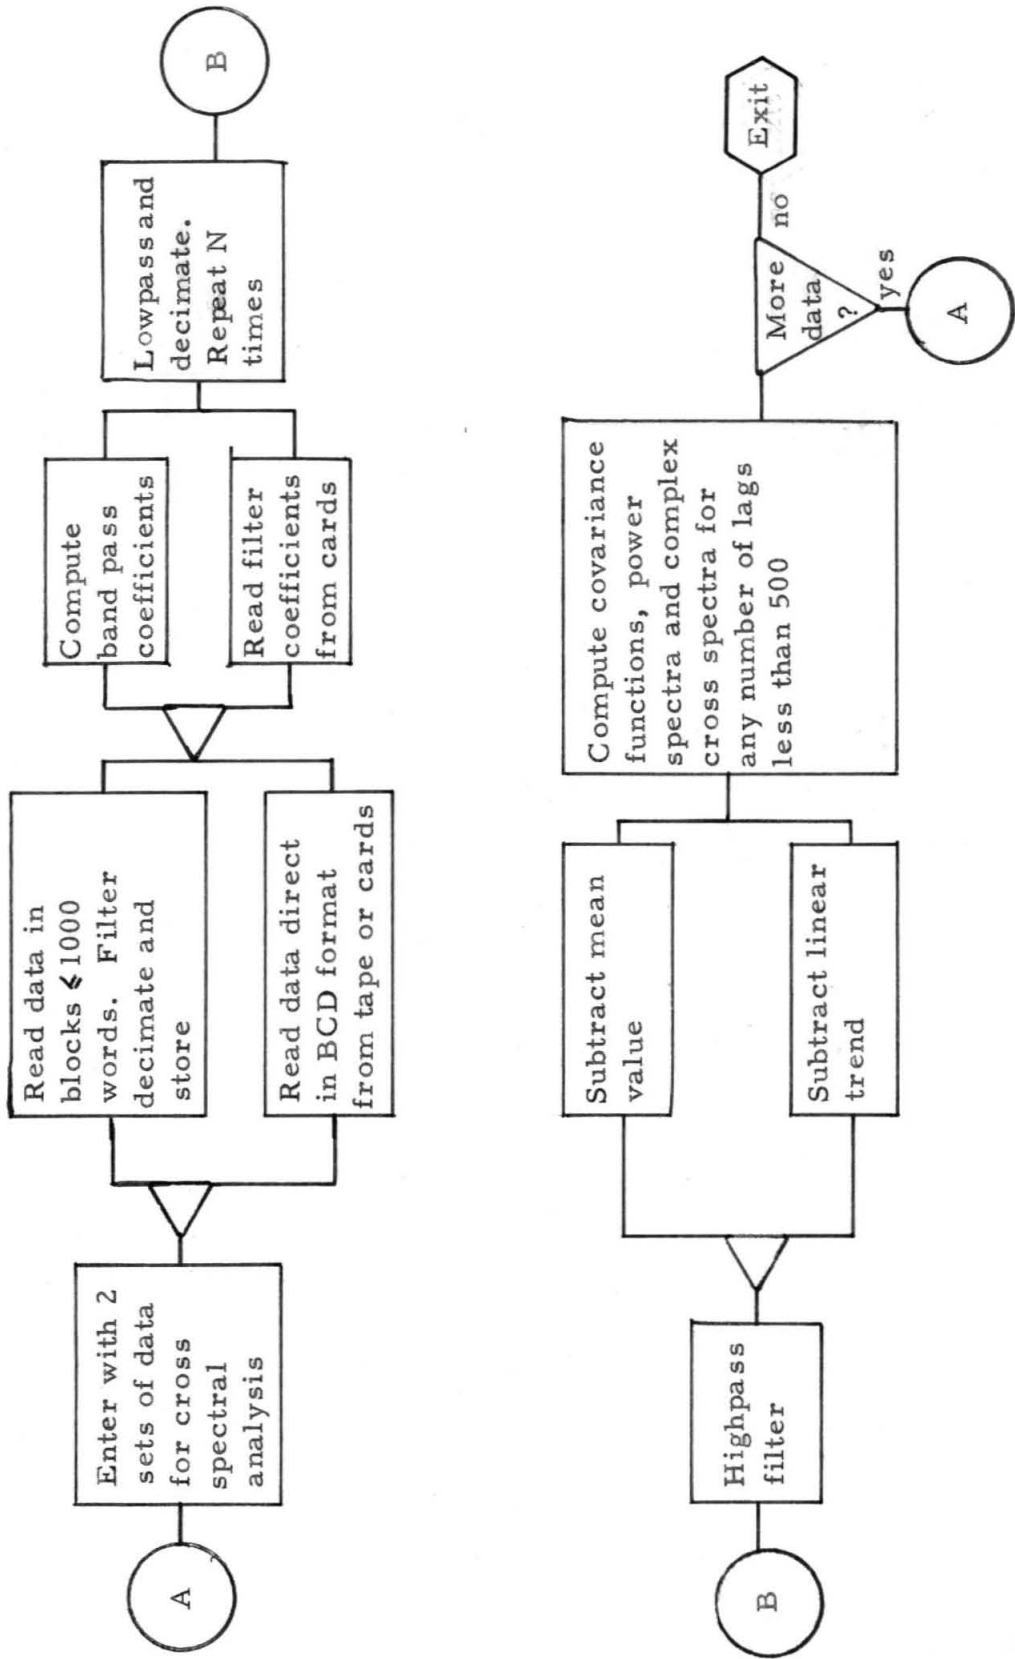 A
Enter with 2
sets of data
for cross
spectral
analysis
Read data in
blocks ⩽ 1000
words. Filter
decimate and
store
Read data direct
in BCD format
from tape or cards
Compute
band pass
coefficients
Read filter
coefficients
from cards
Lowpass and
decimate.
Repeat N
times
B
B
Highpass
filter
Subtract mean
value
Subtract linear
trend
Compute covariance
functions, power
spectra and complex
cross spectra for
any number of lags
less than 500
More
data
?
no
Exit
yes
A